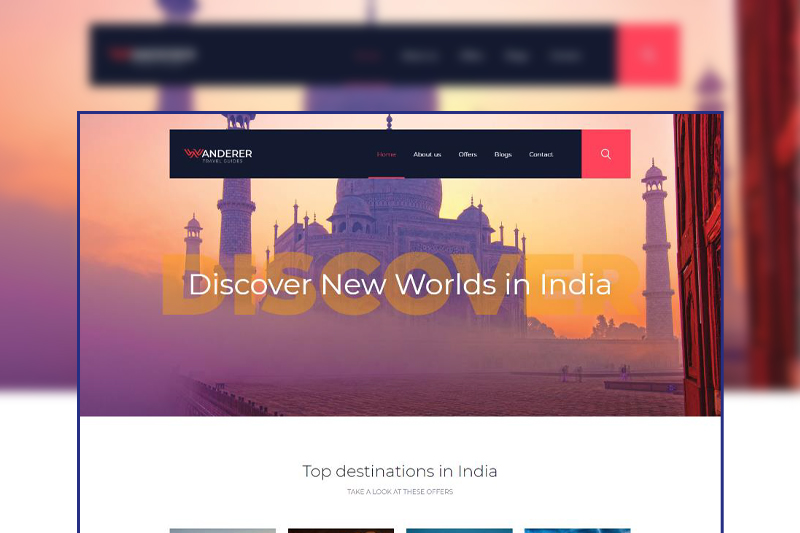 WANDERER
TRAVEL GUIDES
Home About us Offers Blogs Contact
DISCOVER
Discover New Worlds in India
Top destinations in India
TAKE A LOOK AT THESE OFFERS